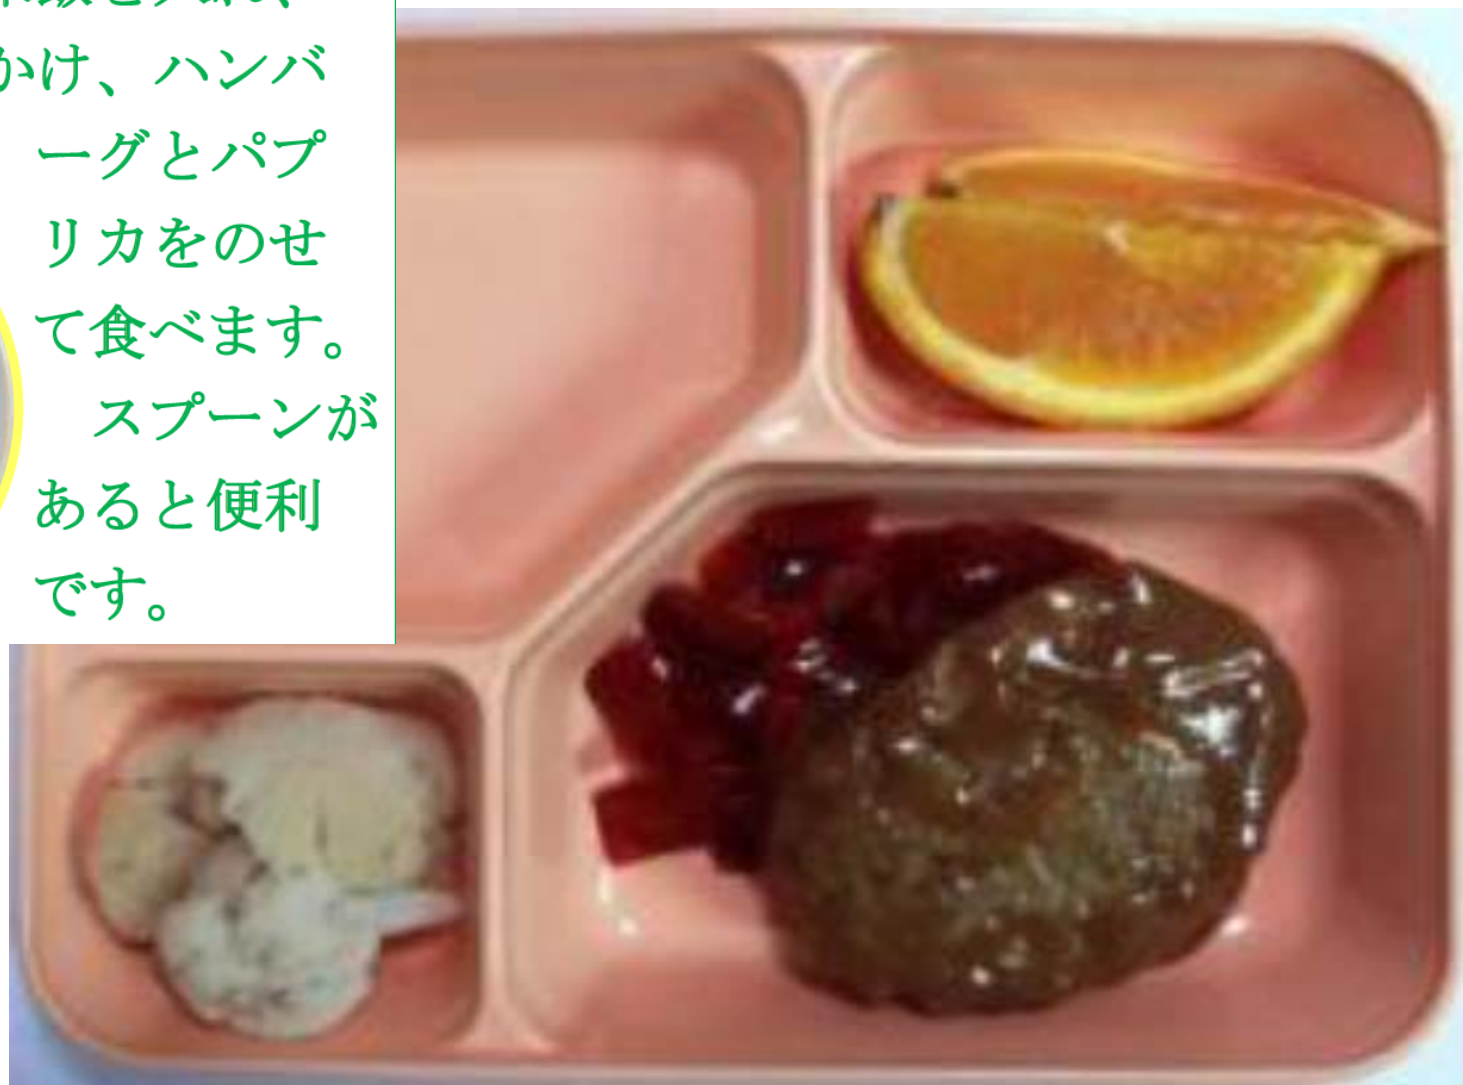 かけ、ハンバ
ーグとパプ
リカをのせ
て食べます。
スプーンが
あると便利
です。